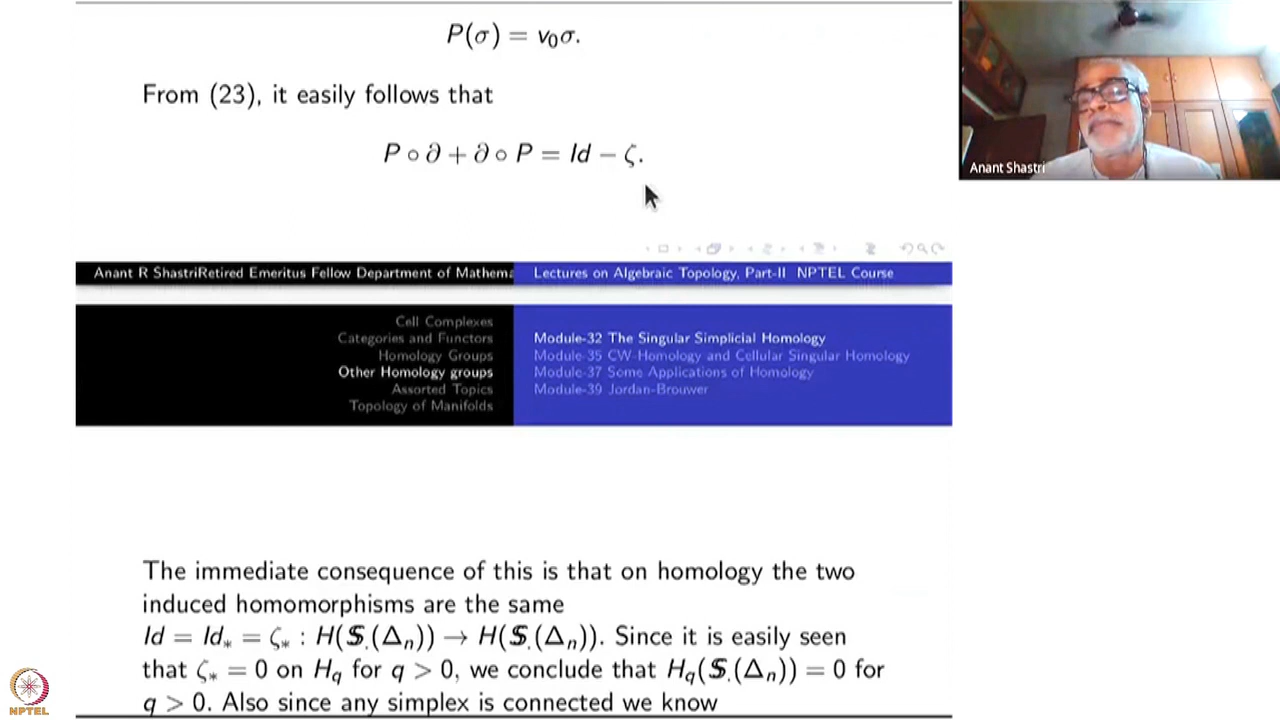 P(σ) = v₀σ.
From (23), it easily follows that
P ∘ ∂ + ∂ ∘ P = Id − ζ.
Anant Shastri
Anant R ShastriRetired Emeritus Fellow Department of Mathema
Lectures on Algebraic Topology, Part-II NPTEL Course
Cell Complexes
Categories and Functors
Homology Groups
Other Homology groups
Assorted Topics
Topology of Manifolds
Module-32 The Singular Simplicial Homology
Module-35 CW-Homology and Cellular Singular Homology
Module-37 Some Applications of Homology
Module-39 Jordan-Brouwer
The immediate consequence of this is that on homology the two
induced homomorphisms are the same
Id = Id₊ = ζ₊ : H(𝕊.(Δₙ)) → H(𝕊.(Δₙ)). Since it is easily seen
that ζ₊ = 0 on H_q for q > 0, we conclude that H_q(𝕊.(Δₙ)) = 0 for
q > 0. Also since any simplex is connected we know
NPTEL